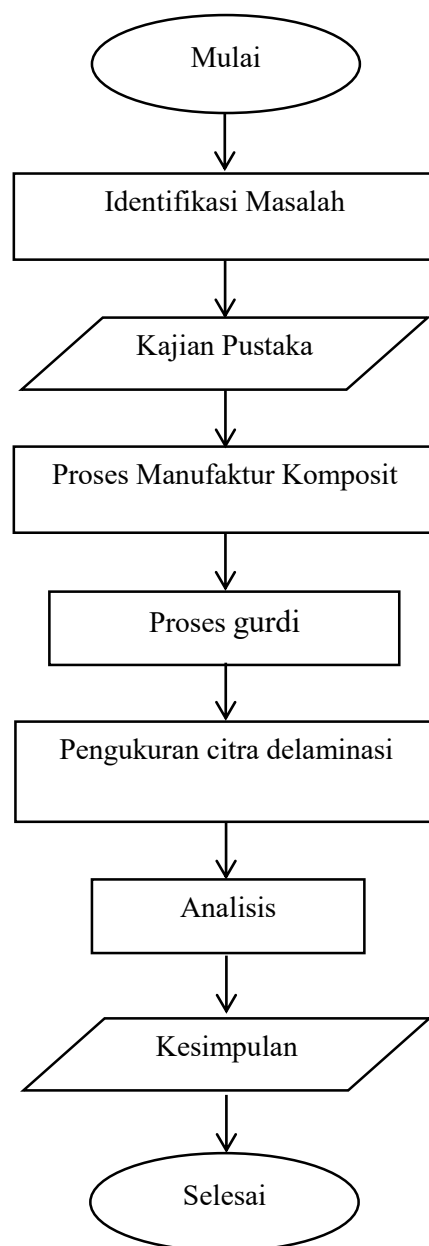 Mulai
Identifikasi Masalah
Kajian Pustaka
Proses Manufaktur Komposit
Proses gurdi
Pengukuran citra delaminasi
Analisis
Kesimpulan
Selesai